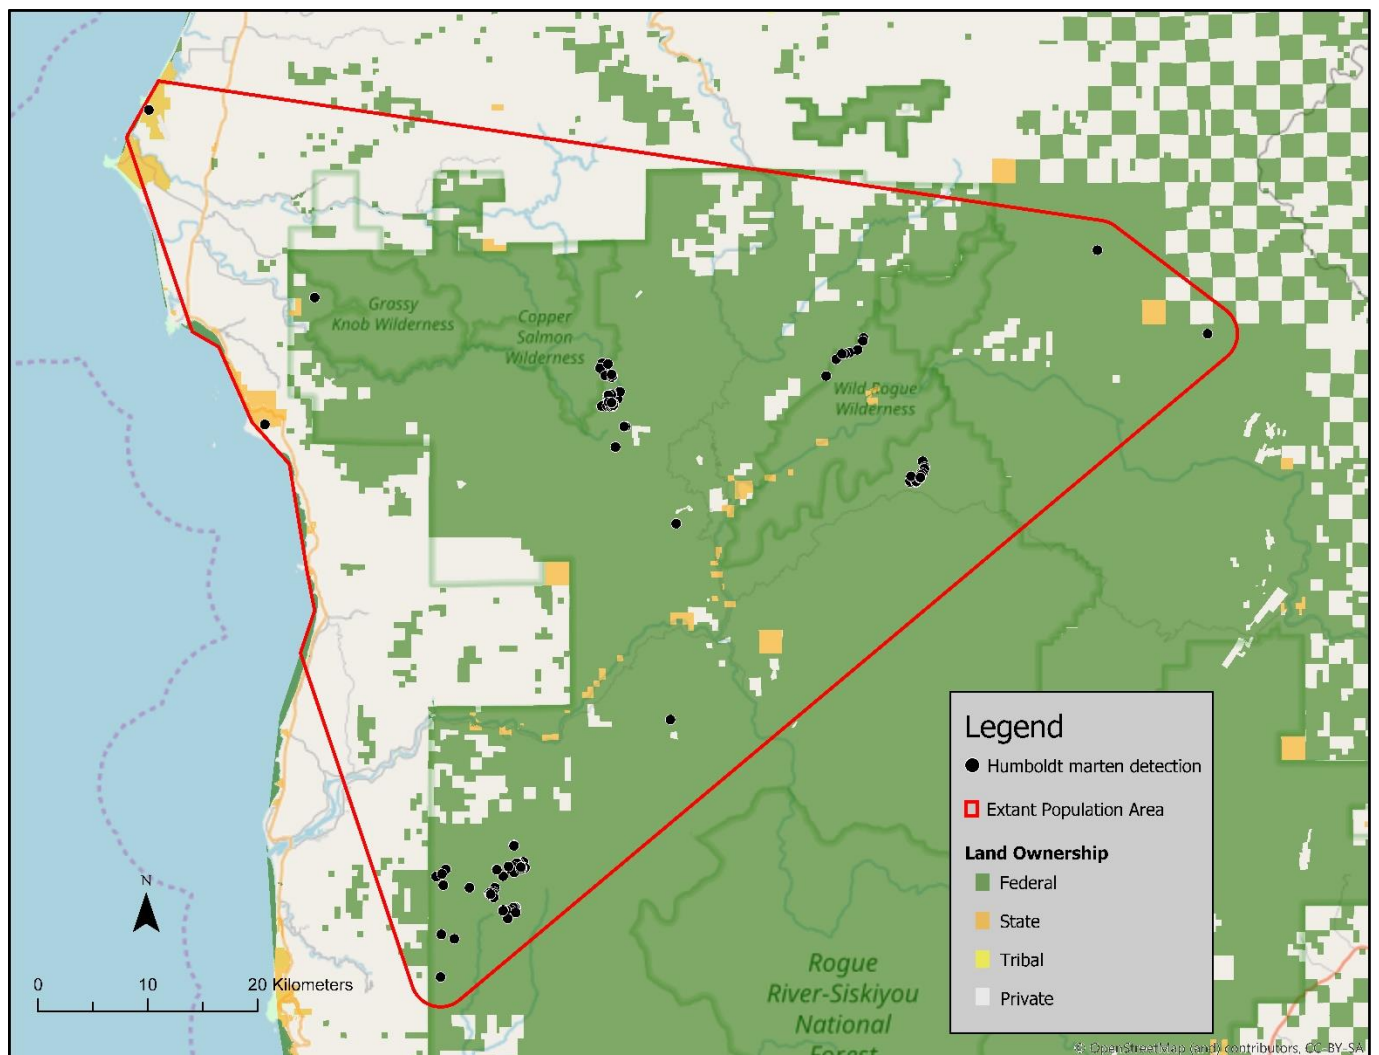 Grassy
Knob Wilderness
Copper
Salmon
Wilderness
Wild Rogue
Wilderness
Legend
Humboldt marten detection
Extant Population Area
Land Ownership
Federal
State
Tribal
Private
N
0 10 20 Kilometers
Rogue
River-Siskiyou
National
Forest
© OpenStreetMap (and) contributors, CC-BY-SA